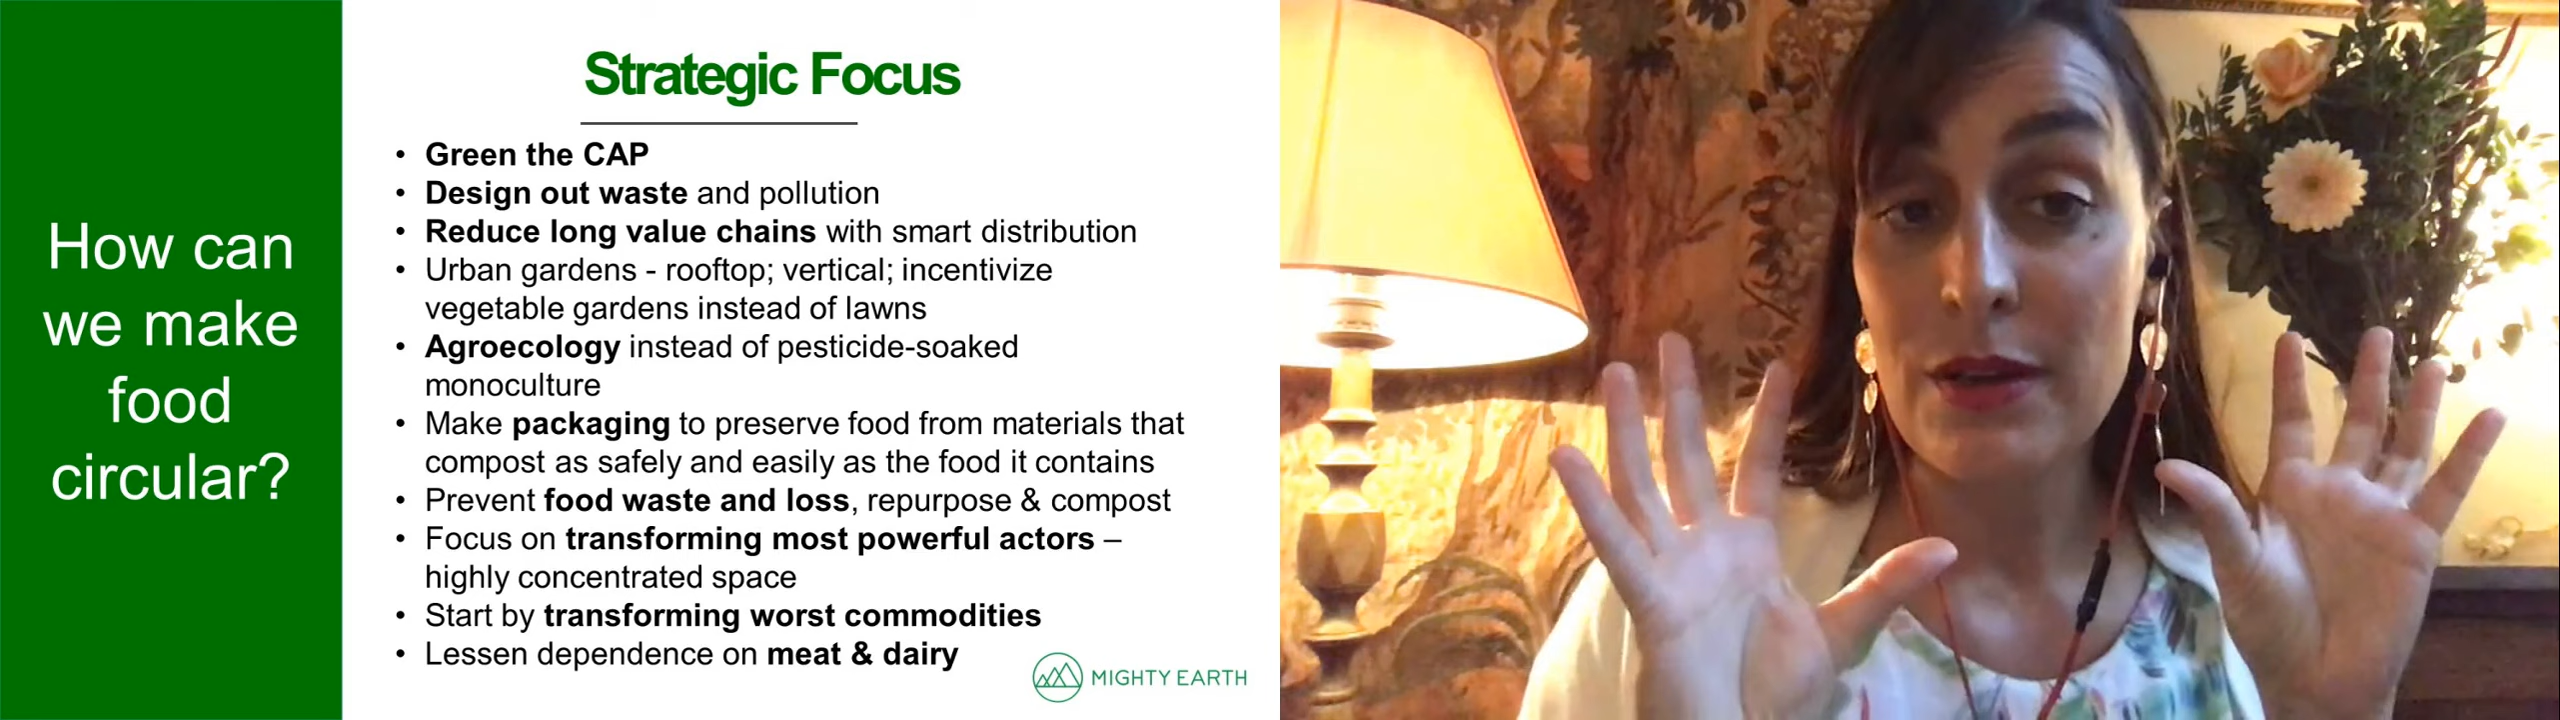 How can
we make
food
circular?
Strategic Focus
• Green the CAP
• Design out waste and pollution
• Reduce long value chains with smart distribution
• Urban gardens - rooftop; vertical; incentivize
vegetable gardens instead of lawns
• Agroecology instead of pesticide-soaked
monoculture
• Make packaging to preserve food from materials that
compost as safely and easily as the food it contains
• Prevent food waste and loss, repurpose & compost
• Focus on transforming most powerful actors –
highly concentrated space
• Start by transforming worst commodities
• Lessen dependence on meat & dairy
MIGHTY EARTH